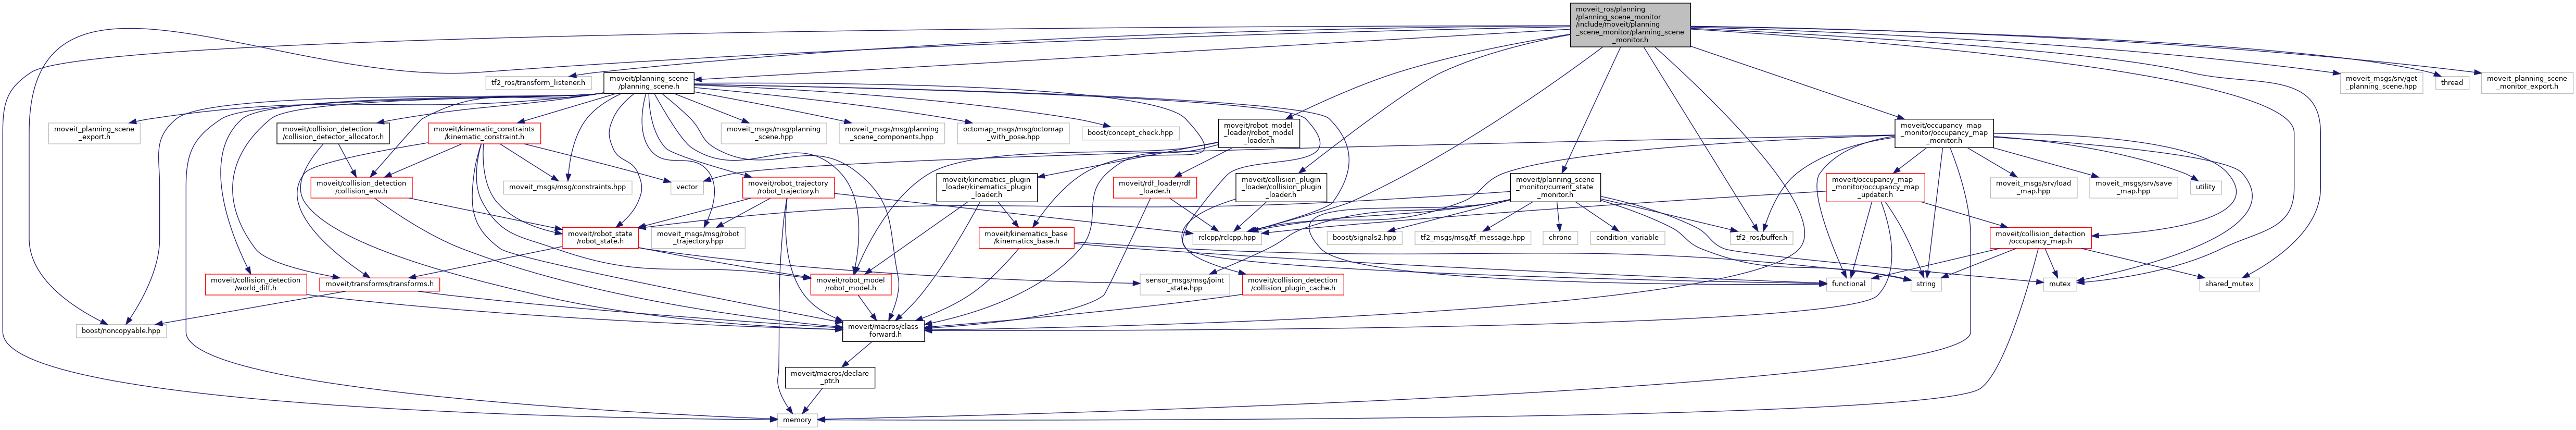 moveit_ros/planning
/planning_scene_monitor
/include/moveit/planning
_scene_monitor/planning_scene
_monitor.h
tf2_ros/transform_listener.h
moveit/planning_scene
/planning_scene.h
moveit_msgs/srv/get
_planning_scene.hpp
thread
moveit_planning_scene
_monitor_export.h
moveit_planning_scene
_export.h
moveit/collision_detection
/collision_detector_allocator.h
moveit/kinematic_constraints
/kinematic_constraint.h
moveit_msgs/msg/planning
_scene.hpp
moveit_msgs/msg/planning
_scene_components.hpp
octomap_msgs/msg/octomap
_with_pose.hpp
boost/concept_check.hpp
moveit/robot_model
_loader/robot_model
_loader.h
moveit/occupancy_map
_monitor/occupancy_map
_monitor.h
moveit/collision_detection
/collision_env.h
moveit_msgs/msg/constraints.hpp
vector
moveit/robot_trajectory
/robot_trajectory.h
moveit/kinematics_plugin
_loader/kinematics_plugin
_loader.h
moveit/rdf_loader/rdf
_loader.h
moveit/collision_plugin
_loader/collision_plugin
_loader.h
moveit/planning_scene
_monitor/current_state
_monitor.h
moveit/occupancy_map
_monitor/occupancy_map
_updater.h
moveit_msgs/srv/load
_map.hpp
moveit_msgs/srv/save
_map.hpp
utility
moveit/robot_state
/robot_state.h
moveit_msgs/msg/robot
_trajectory.hpp
moveit/kinematics_base
/kinematics_base.h
rclcpp/rclcpp.hpp
boost/signals2.hpp
tf2_msgs/msg/tf_message.hpp
chrono
condition_variable
tf2_ros/buffer.h
moveit/collision_detection
/occupancy_map.h
moveit/collision_detection
/world_diff.h
moveit/transforms/transforms.h
moveit/robot_model
/robot_model.h
sensor_msgs/msg/joint
_state.hpp
moveit/collision_detection
/collision_plugin_cache.h
functional
string
mutex
shared_mutex
boost/noncopyable.hpp
moveit/macros/class
_forward.h
moveit/macros/declare
_ptr.h
memory